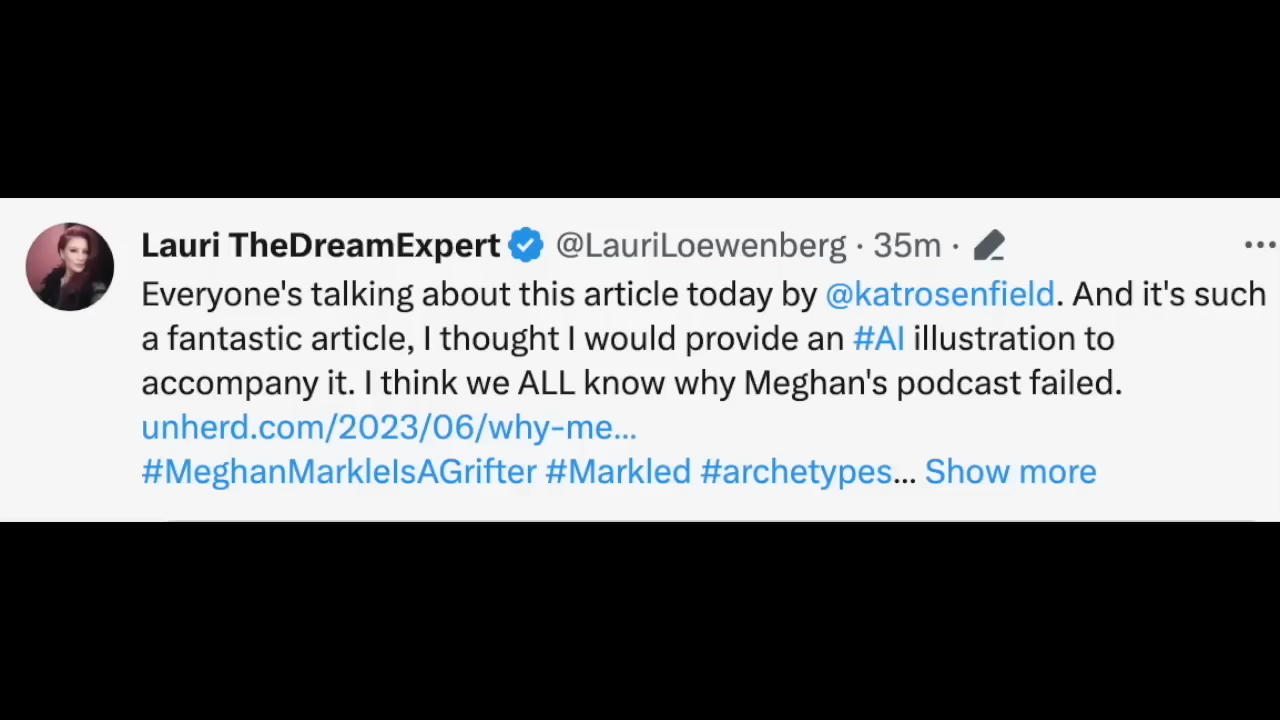 Lauri TheDreamExpert @LauriLoewenberg · 35m ·
Everyone's talking about this article today by @katrosenfield. And it's such
a fantastic article, I thought I would provide an #AI illustration to
accompany it. I think we ALL know why Meghan's podcast failed.
unherd.com/2023/06/why-me...
#MeghanMarkleIsAGrifter #Markled #archetypes... Show more